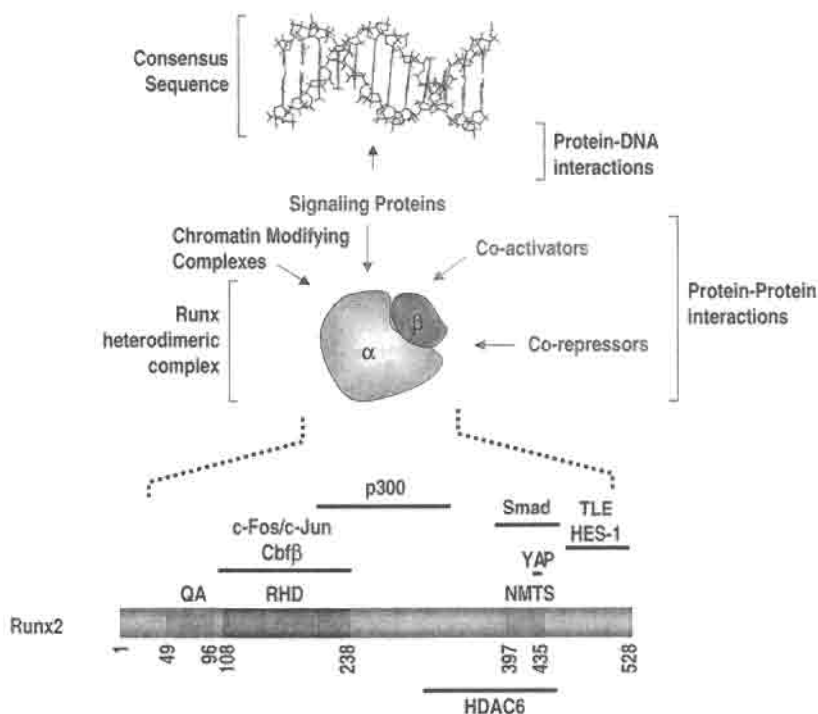 Consensus
Sequence
Protein-DNA
interactions
Signaling Proteins
Chromatin Modifying
Complexes
Co-activators
Runx
heterodimeric
complex
α
β
Protein-Protein
interactions
Co-repressors
p300
Smad
TLE
HES-1
c-Fos/c-Jun
Cbfβ
YAP
QA
RHD
NMTS
Runx2
1
49
96
108
238
397
435
528
HDAC6